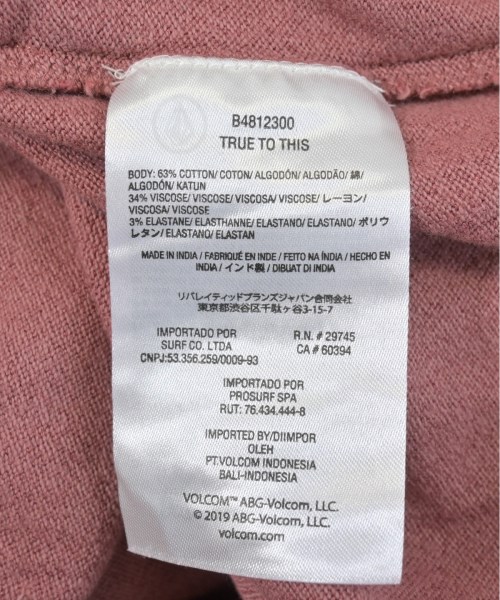 B4812300
TRUE TO THIS
BODY: 63% COTTON/ COTON/ ALGODÓN/ ALGODÃO/ 綿/
ALGODÓN/ KATUN
34% VISCOSE/ VISCOSE/ VISCOSA/ VISCOSE/ レーヨン/
VISCOSA/ VISCOSE
3% ELASTANE/ ELASTHANNE/ ELASTANO/ ELASTANO/ ポリウ
レタン/ ELASTANO/ ELASTAN
MADE IN INDIA / FABRIQUÉ EN INDE / FEITO NA ÍNDIA / HECHO EN
INDIA / インド製 / DIBUAT DI INDIA
リバレイティッドブランズジャパン合同会社
東京都渋谷区千駄ヶ谷3-15-7
IMPORTADO POR
SURF CO. LTDA
CNPJ: 53.356.259/0009-93
R.N. # 29745
CA # 60394
IMPORTADO POR
PROSURF SPA
RUT: 76.434.444-8
IMPORTED BY/DIIMPOR
OLEH
PT.VOLCOM INDONESIA
BALI-INDONESIA
VOLCOM™ ABG-Volcom, LLC.
© 2019 ABG-Volcom, LLC.
volcom.com